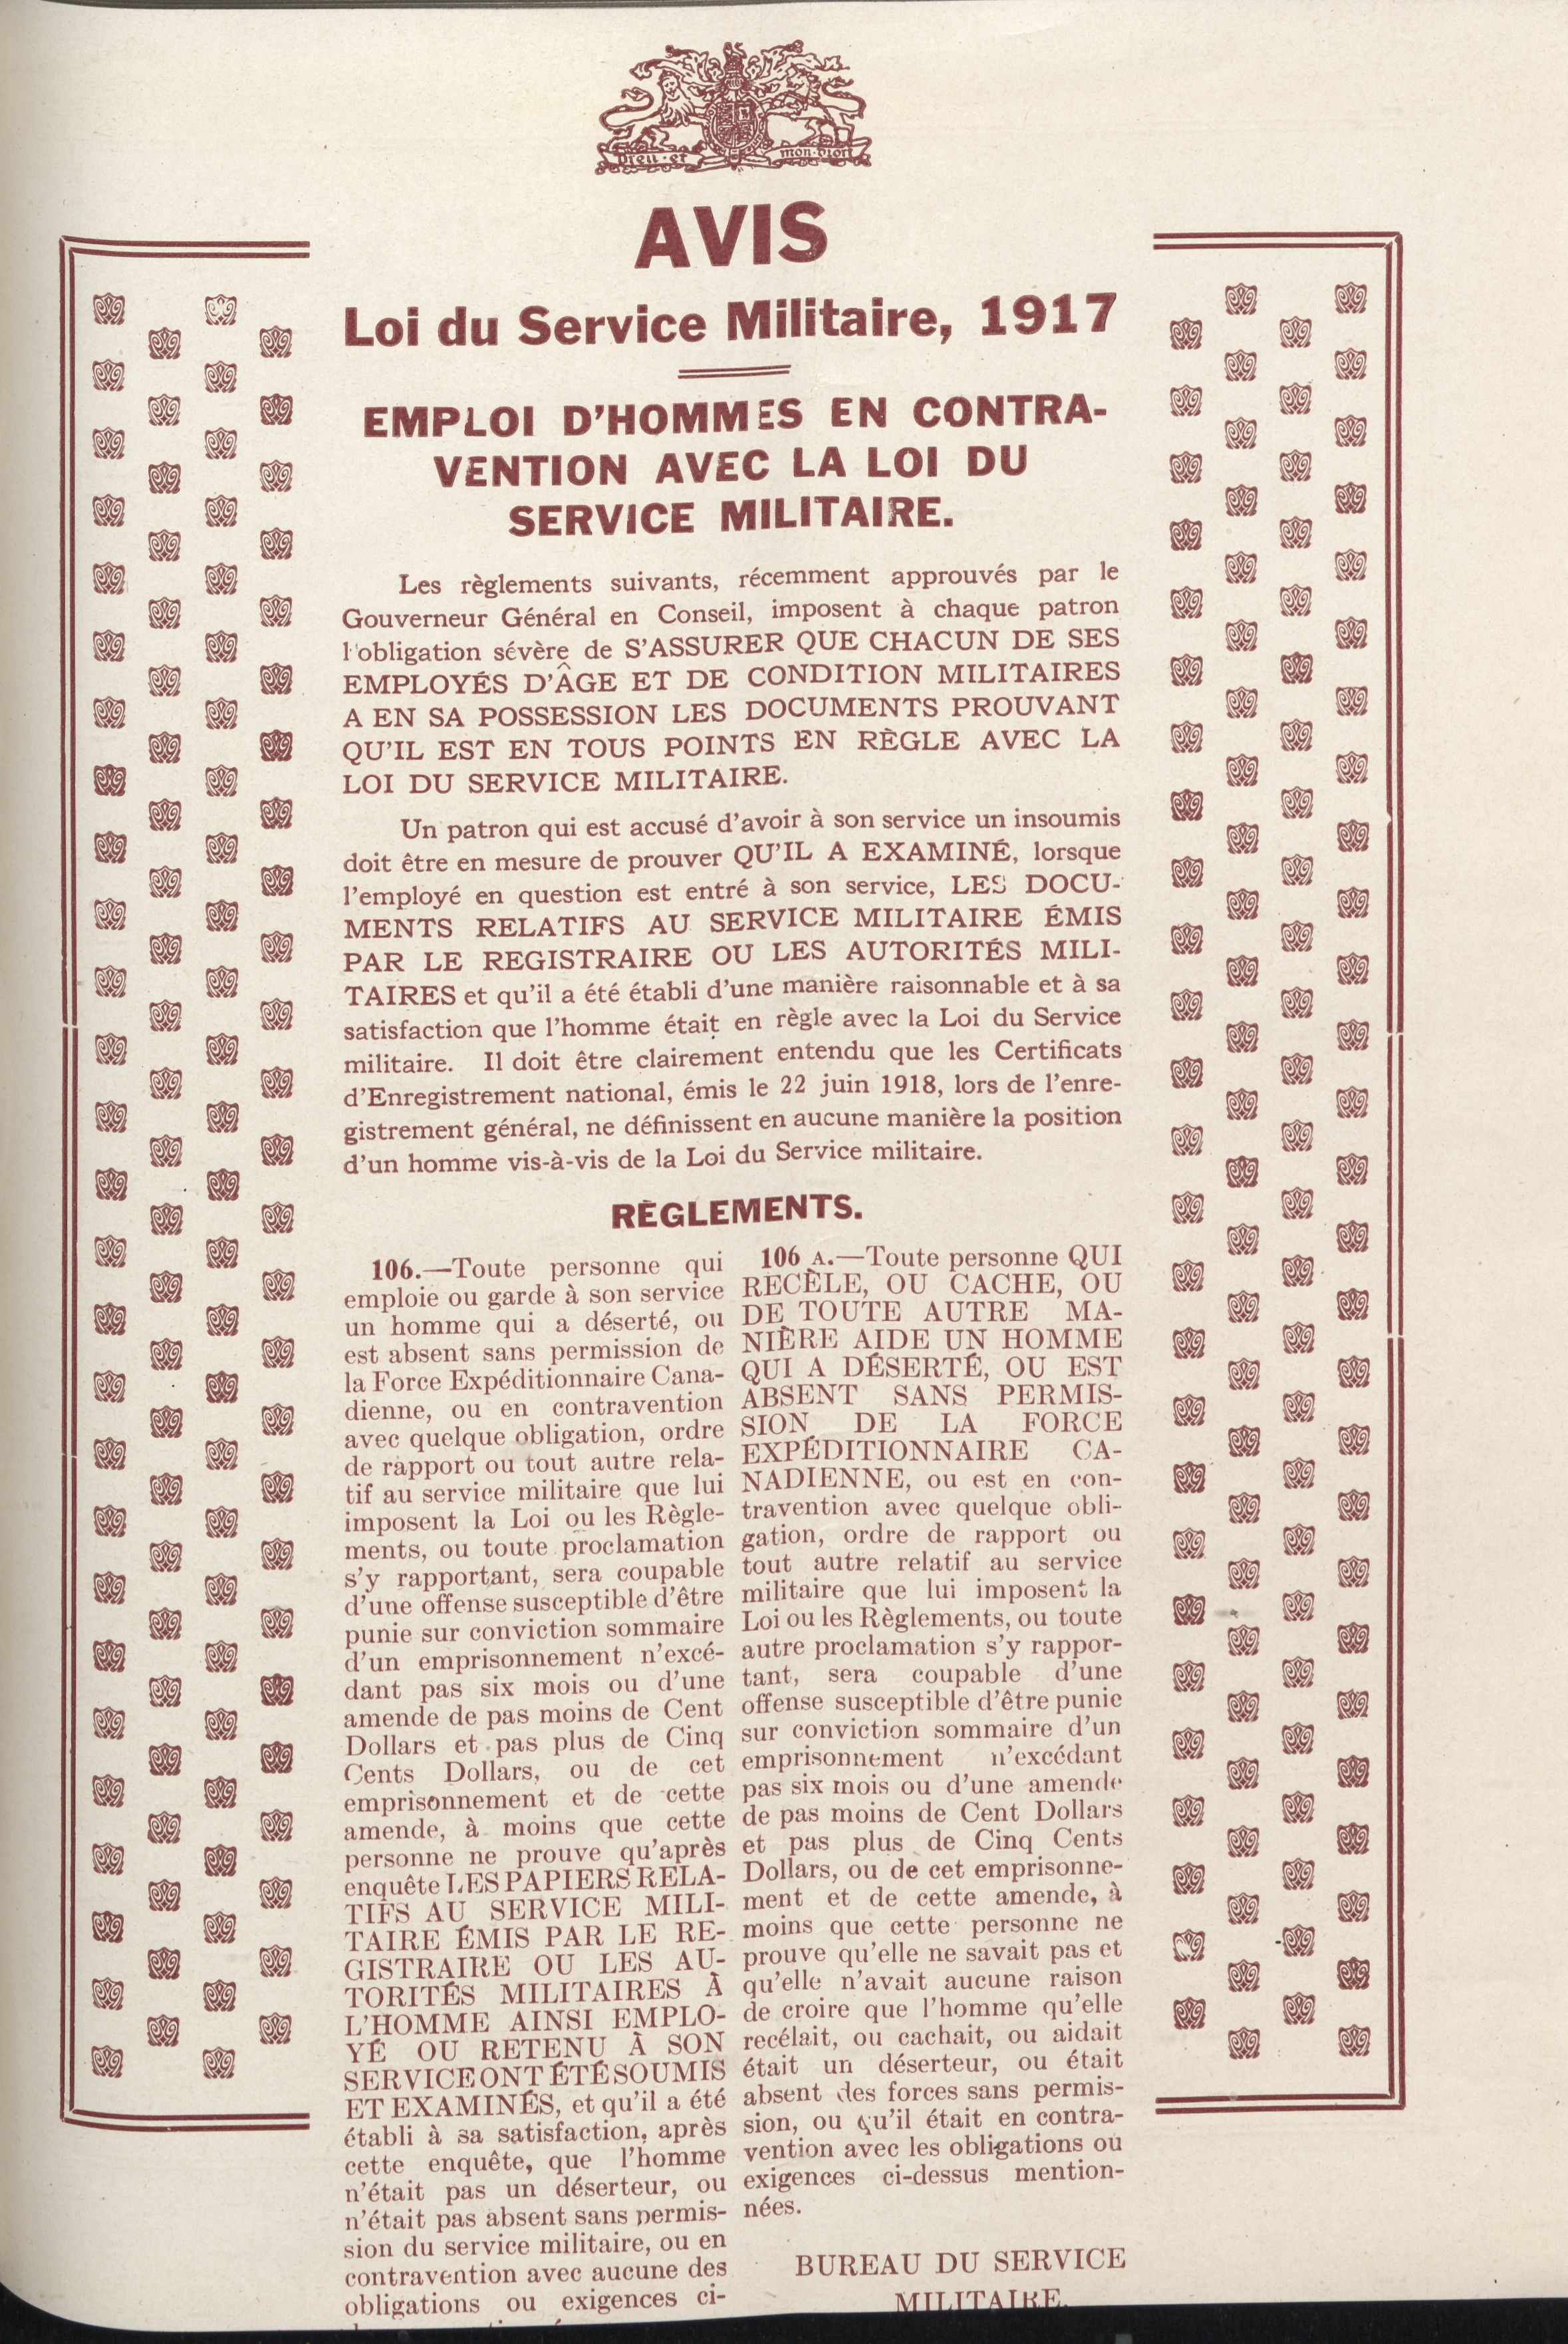 Dieu et mon Droit
AVIS
Loi du Service Militaire, 1917
EMPLOI D'HOMMES EN CONTRA-
VENTION AVEC LA LOI DU
SERVICE MILITAIRE.
Les règlements suivants, récemment approuvés par le
Gouverneur Général en Conseil, imposent à chaque patron
l'obligation sévère de S'ASSURER QUE CHACUN DE SES
EMPLOYÉS D'ÂGE ET DE CONDITION MILITAIRES
A EN SA POSSESSION LES DOCUMENTS PROUVANT
QU'IL EST EN TOUS POINTS EN RÈGLE AVEC LA
LOI DU SERVICE MILITAIRE.
Un patron qui est accusé d'avoir à son service un insoumis
doit être en mesure de prouver QU'IL A EXAMINÉ, lorsque
l'employé en question est entré à son service, LES DOCU-
MENTS RELATIFS AU SERVICE MILITAIRE ÉMIS
PAR LE REGISTRAIRE OU LES AUTORITÉS MILI-
TAIRES et qu'il a été établi d'une manière raisonnable et à sa
satisfaction que l'homme était en règle avec la Loi du Service
militaire. Il doit être clairement entendu que les Certificats
d'Enregistrement national, émis le 22 juin 1918, lors de l'enre-
gistrement général, ne définissent en aucune manière la position
d'un homme vis-à-vis de la Loi du Service militaire.
RÈGLEMENTS.
106.—Toute personne qui
emploie ou garde à son service
un homme qui a déserté, ou
est absent sans permission de
la Force Expéditionnaire Cana-
dienne, ou en contravention
avec quelque obligation, ordre
de rapport ou tout autre rela-
tif au service militaire que lui
imposent la Loi ou les Règle-
ments, ou toute proclamation
s'y rapportant, sera coupable
d'une offense susceptible d'être
punie sur conviction sommaire
d'un emprisonnement n'excé-
dant pas six mois ou d'une
amende de pas moins de Cent
Dollars et pas plus de Cinq
Cents Dollars, ou de cet
emprisonnement et de cette
amende, à moins que cette
personne ne prouve qu'après
enquête LES PAPIERS RELA-
TIFS AU SERVICE MILI-
TAIRE ÉMIS PAR LE RE-
GISTRAIRE OU LES AU-
TORITÉS MILITAIRES À
L'HOMME AINSI EMPLO-
YÉ OU RETENU À SON
SERVICE ONT ÉTÉ SOUMIS
ET EXAMINÉS, et qu'il a été
établi à sa satisfaction, après
cette enquête, que l'homme
n'était pas un déserteur, ou
n'était pas absent sans permis-
sion du service militaire, ou en
contravention avec aucune des
obligations ou exigences ci-
106 A.—Toute personne QUI
RECÈLE, OU CACHE, OU
DE TOUTE AUTRE MA-
NIÈRE AIDE UN HOMME
QUI A DÉSERTÉ, OU EST
ABSENT SANS PERMIS-
SION DE LA FORCE
EXPÉDITIONNAIRE CA-
NADIENNE, ou est en con-
travention avec quelque obli-
gation, ordre de rapport ou
tout autre relatif au service
militaire que lui imposent la
Loi ou les Règlements, ou toute
autre proclamation s'y rappor-
tant, sera coupable d'une
offense susceptible d'être punie
sur conviction sommaire d'un
emprisonnement n'excédant
pas six mois ou d'une amende
de pas moins de Cent Dollars
et pas plus de Cinq Cents
Dollars, ou de cet emprisonne-
ment et de cette amende, à
moins que cette personne ne
prouve qu'elle ne savait pas et
qu'elle n'avait aucune raison
de croire que l'homme qu'elle
recélait, ou cachait, ou aidait
était un déserteur, ou était
absent des forces sans permis-
sion, ou qu'il était en contra-
vention avec les obligations ou
exigences ci-dessus mention-
nées.
BUREAU DU SERVICE
MILITAIRE.